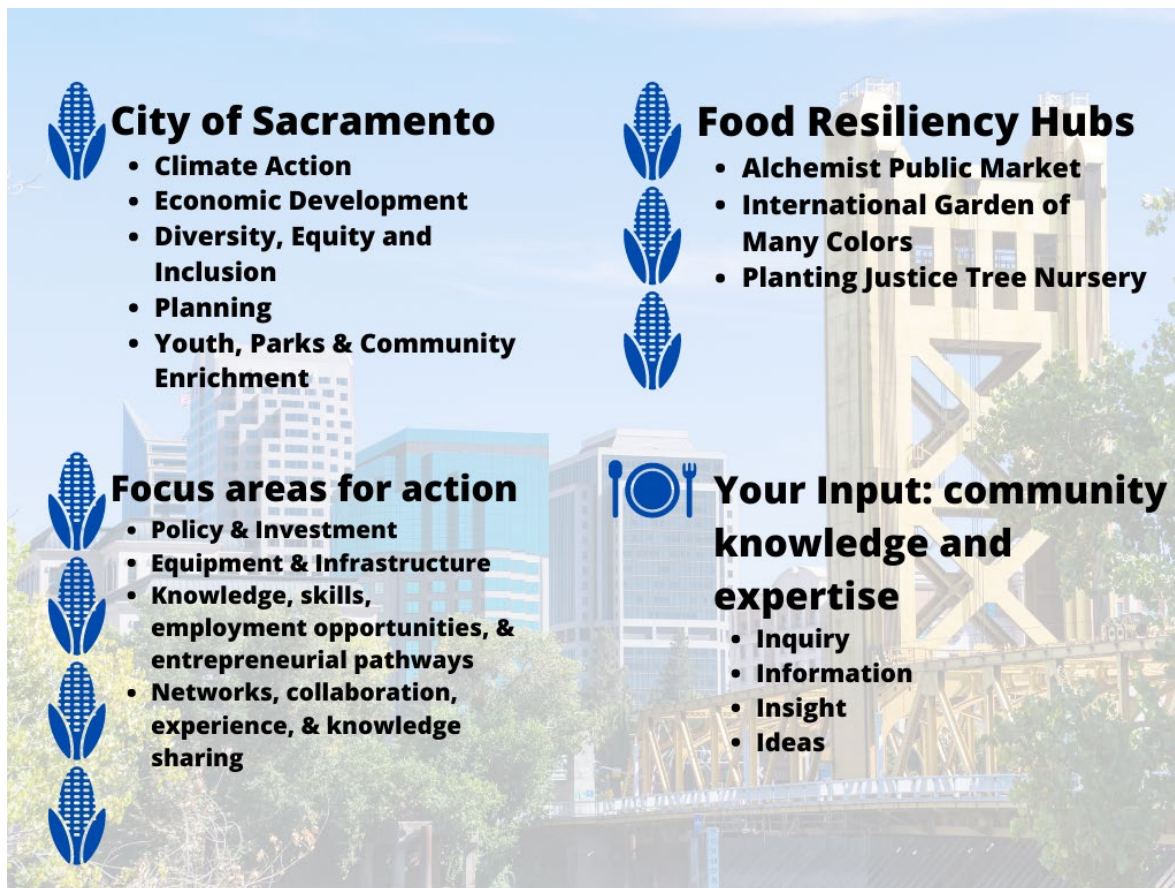 City of Sacramento
• Climate Action
• Economic Development
• Diversity, Equity and
Inclusion
• Planning
• Youth, Parks & Community
Enrichment
Food Resiliency Hubs
• Alchemist Public Market
• International Garden of
Many Colors
• Planting Justice Tree Nursery
Focus areas for action
• Policy & Investment
• Equipment & Infrastructure
• Knowledge, skills,
employment opportunities, &
entrepreneurial pathways
• Networks, collaboration,
experience, & knowledge
sharing
Your Input: community
knowledge and
expertise
• Inquiry
• Information
• Insight
• Ideas